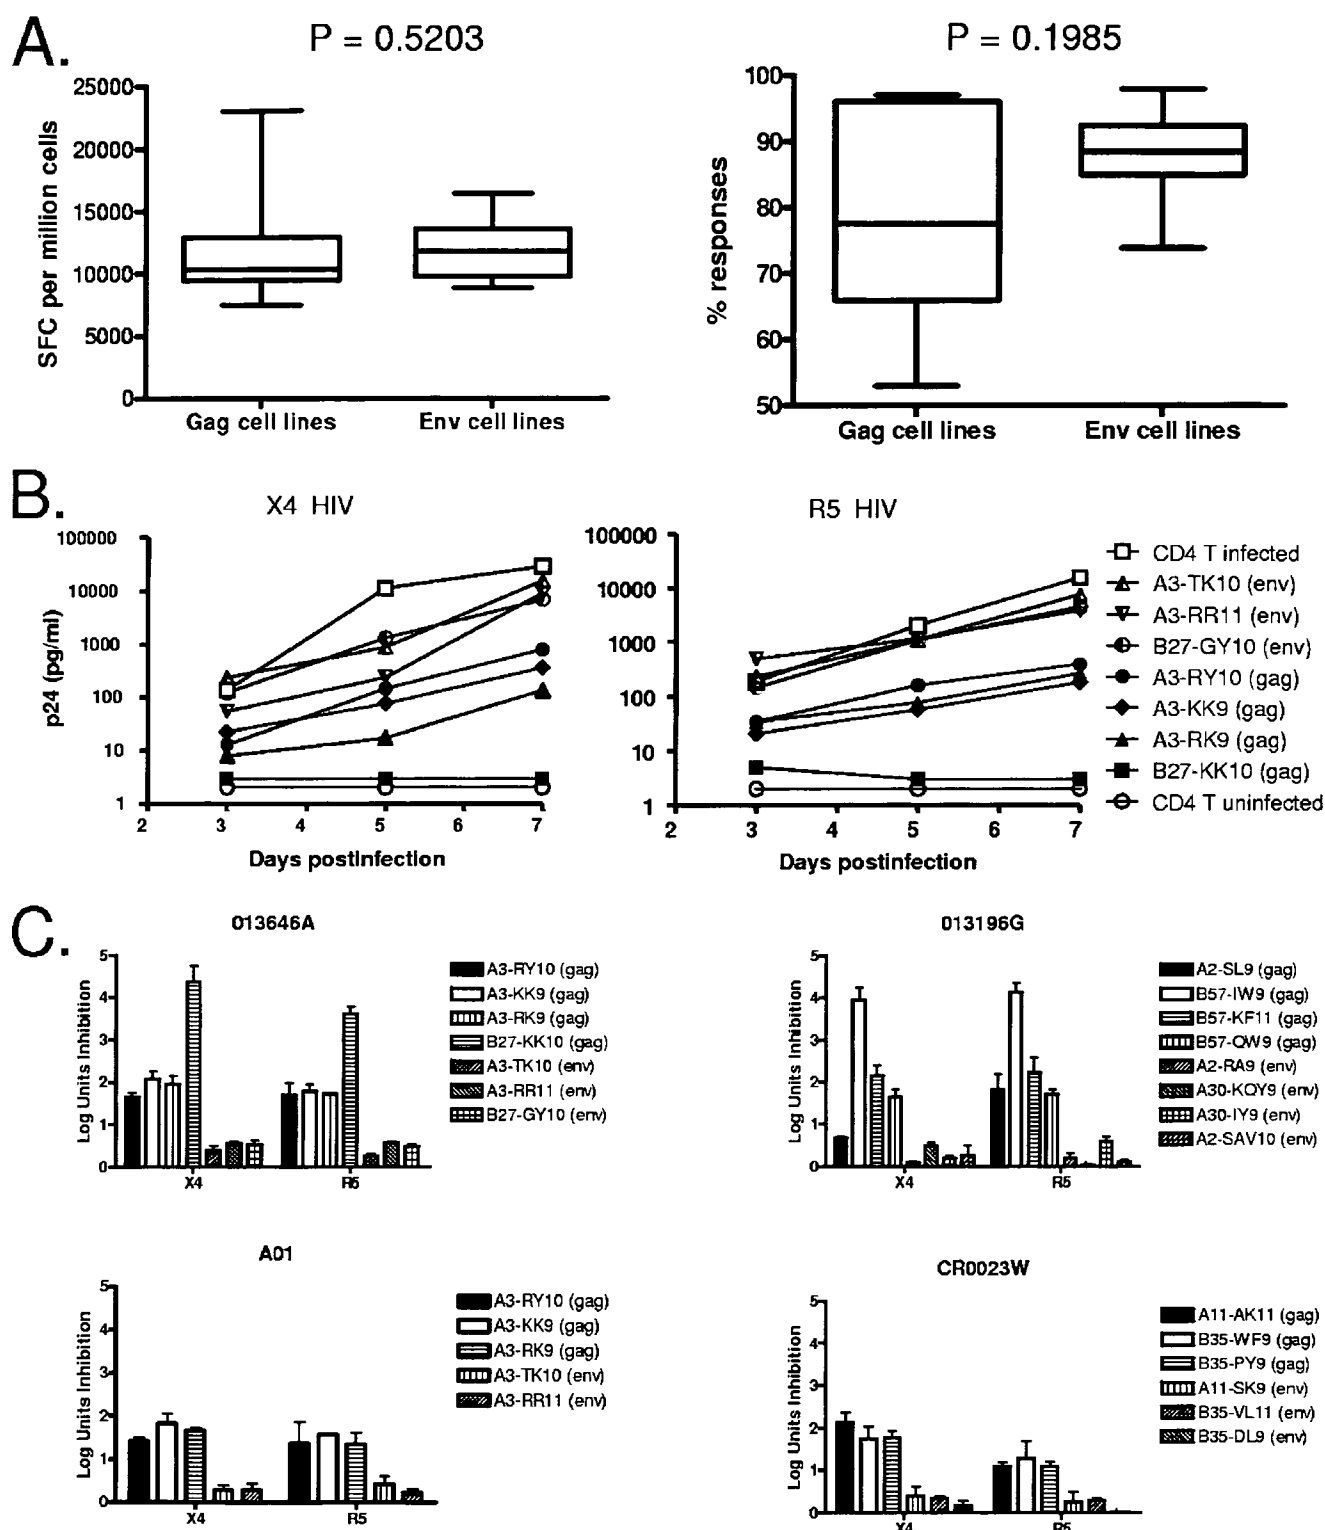 A.
P = 0.5203
25000
20000
15000
10000
5000
0
SFC per million cells
Gag cell lines
Env cell lines
P = 0.1985
100
90
80
70
60
50
% responses
Gag cell lines
Env cell lines
B.
X4 HIV
100000
10000
1000
100
10
1
p24 (pg/ml)
2
3
4
5
6
7
Days postinfection
R5 HIV
100000
10000
1000
100
10
1
2
3
4
5
6
7
Days postinfection
CD4 T infected
A3-TK10 (env)
A3-RR11 (env)
B27-GY10 (env)
A3-RY10 (gag)
A3-KK9 (gag)
A3-RK9 (gag)
B27-KK10 (gag)
CD4 T uninfected
C.
013646A
5
4
3
2
1
0
Log Units Inhibition
X4
R5
A3-RY10 (gag)
A3-KK9 (gag)
A3-RK9 (gag)
B27-KK10 (gag)
A3-TK10 (env)
A3-RR11 (env)
B27-GY10 (env)
013196G
5
4
3
2
1
0
Log Units Inhibition
X4
R5
A2-SL9 (gag)
B57-IW9 (gag)
B57-KF11 (gag)
B57-QW9 (gag)
A2-RA9 (env)
A30-KQY9 (env)
A30-IY9 (env)
A2-SAV10 (env)
A01
5
4
3
2
1
0
Log Units Inhibition
X4
R5
A3-RY10 (gag)
A3-KK9 (gag)
A3-RK9 (gag)
A3-TK10 (env)
A3-RR11 (env)
CR0023W
5
4
3
2
1
Log Units Inhibition
X4
R5
A11-AK11 (gag)
B35-WF9 (gag)
B35-PY9 (gag)
A11-SK9 (env)
B35-VL11 (env)
B35-DL9 (env)